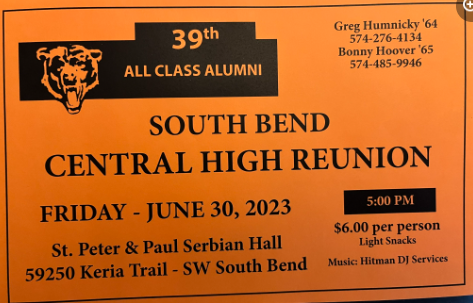 39th
ALL CLASS ALUMNI
Greg Humnicky '64
574-276-4134
Bonny Hoover '65
574-485-9946
SOUTH BEND
CENTRAL HIGH REUNION
FRIDAY - JUNE 30, 2023
5:00 PM
$6.00 per person
Light Snacks
St. Peter & Paul Serbian Hall
59250 Keria Trail - SW South Bend
Music: Hitman DJ Services